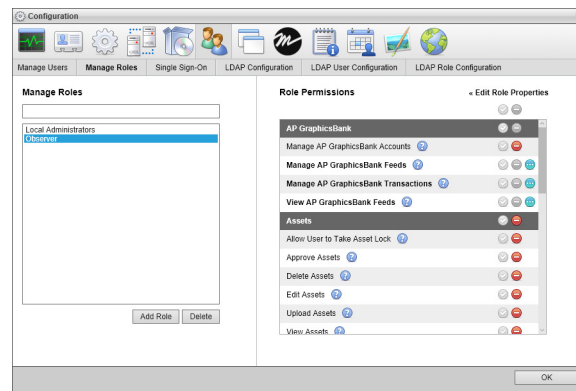 Configuration
Manage Users Manage Roles Single Sign-On LDAP Configuration LDAP User Configuration LDAP Role Configuration
Manage Roles
Local Administrators
Observer
Add Role Delete
Role Permissions « Edit Role Properties
AP GraphicsBank
Manage AP GraphicsBank Accounts ?
Manage AP GraphicsBank Feeds ?
Manage AP GraphicsBank Transactions ?
View AP GraphicsBank Feeds ?
Assets
Allow User to Take Asset Lock ?
Approve Assets ?
Delete Assets ?
Edit Assets ?
Upload Assets ?
View Assets ?
OK